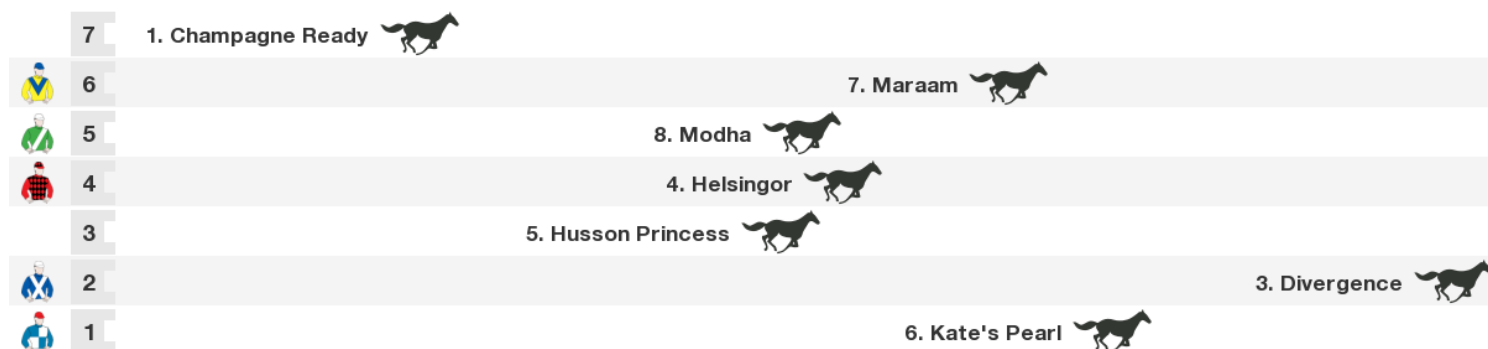 7 1. Champagne Ready
6 7. Maraam
5 8. Modha
4 4. Helsingor
3 5. Husson Princess
2 3. Divergence
1 6. Kate's Pearl